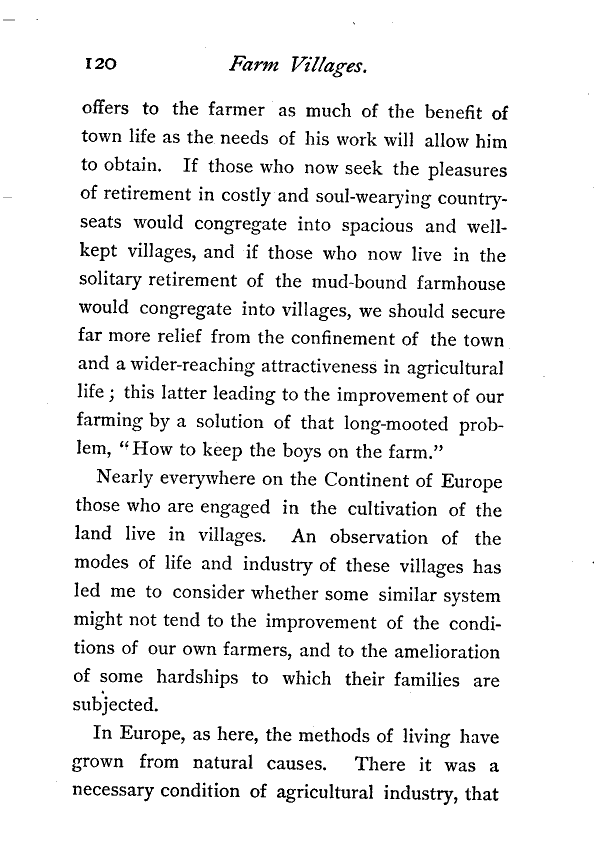 120 Farm Villages.
offers to the farmer as much of the benefit of
town life as the needs of his work will allow him
to obtain. If those who now seek the pleasures
of retirement in costly and soul-wearying country-
seats would congregate into spacious and well-
kept villages, and if those who now live in the
solitary retirement of the mud-bound farmhouse
would congregate into villages, we should secure
far more relief from the confinement of the town
and a wider-reaching attractiveness in agricultural
life ; this latter leading to the improvement of our
farming by a solution of that long-mooted prob-
lem, “How to keep the boys on the farm.”
Nearly everywhere on the Continent of Europe
those who are engaged in the cultivation of the
land live in villages. An observation of the
modes of life and industry of these villages has
led me to consider whether some similar system
might not tend to the improvement of the condi-
tions of our own farmers, and to the amelioration
of some hardships to which their families are
subjected.
In Europe, as here, the methods of living have
grown from natural causes. There it was a
necessary condition of agricultural industry, that